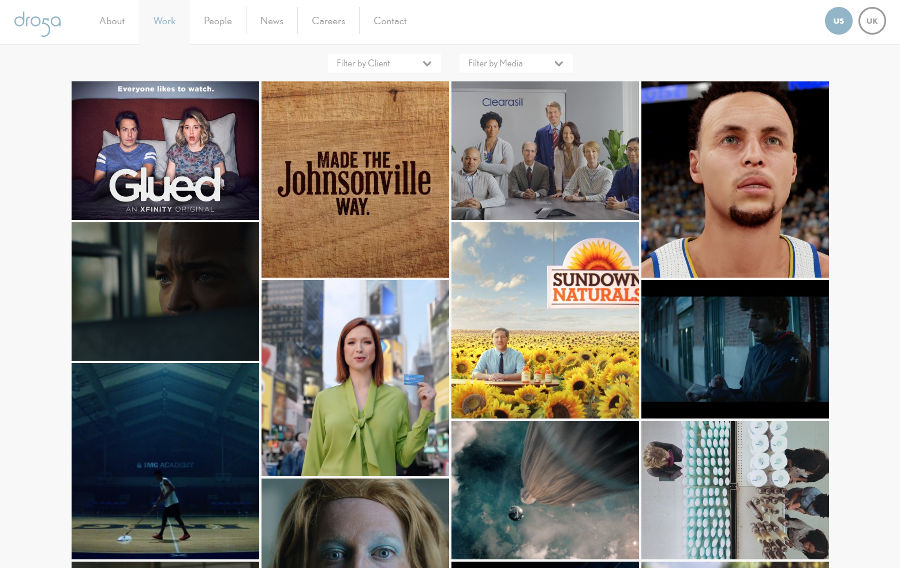 droga
About
Work
People
News
Careers
Contact
US
UK
Filter by Client
Filter by Media
Everyone likes to watch.
Glued
AN XFINITY ORIGINAL
MADE THE
Johnsonville
WAY.
Clearasil
SUNDOWN
NATURALS
IMG ACADEMY